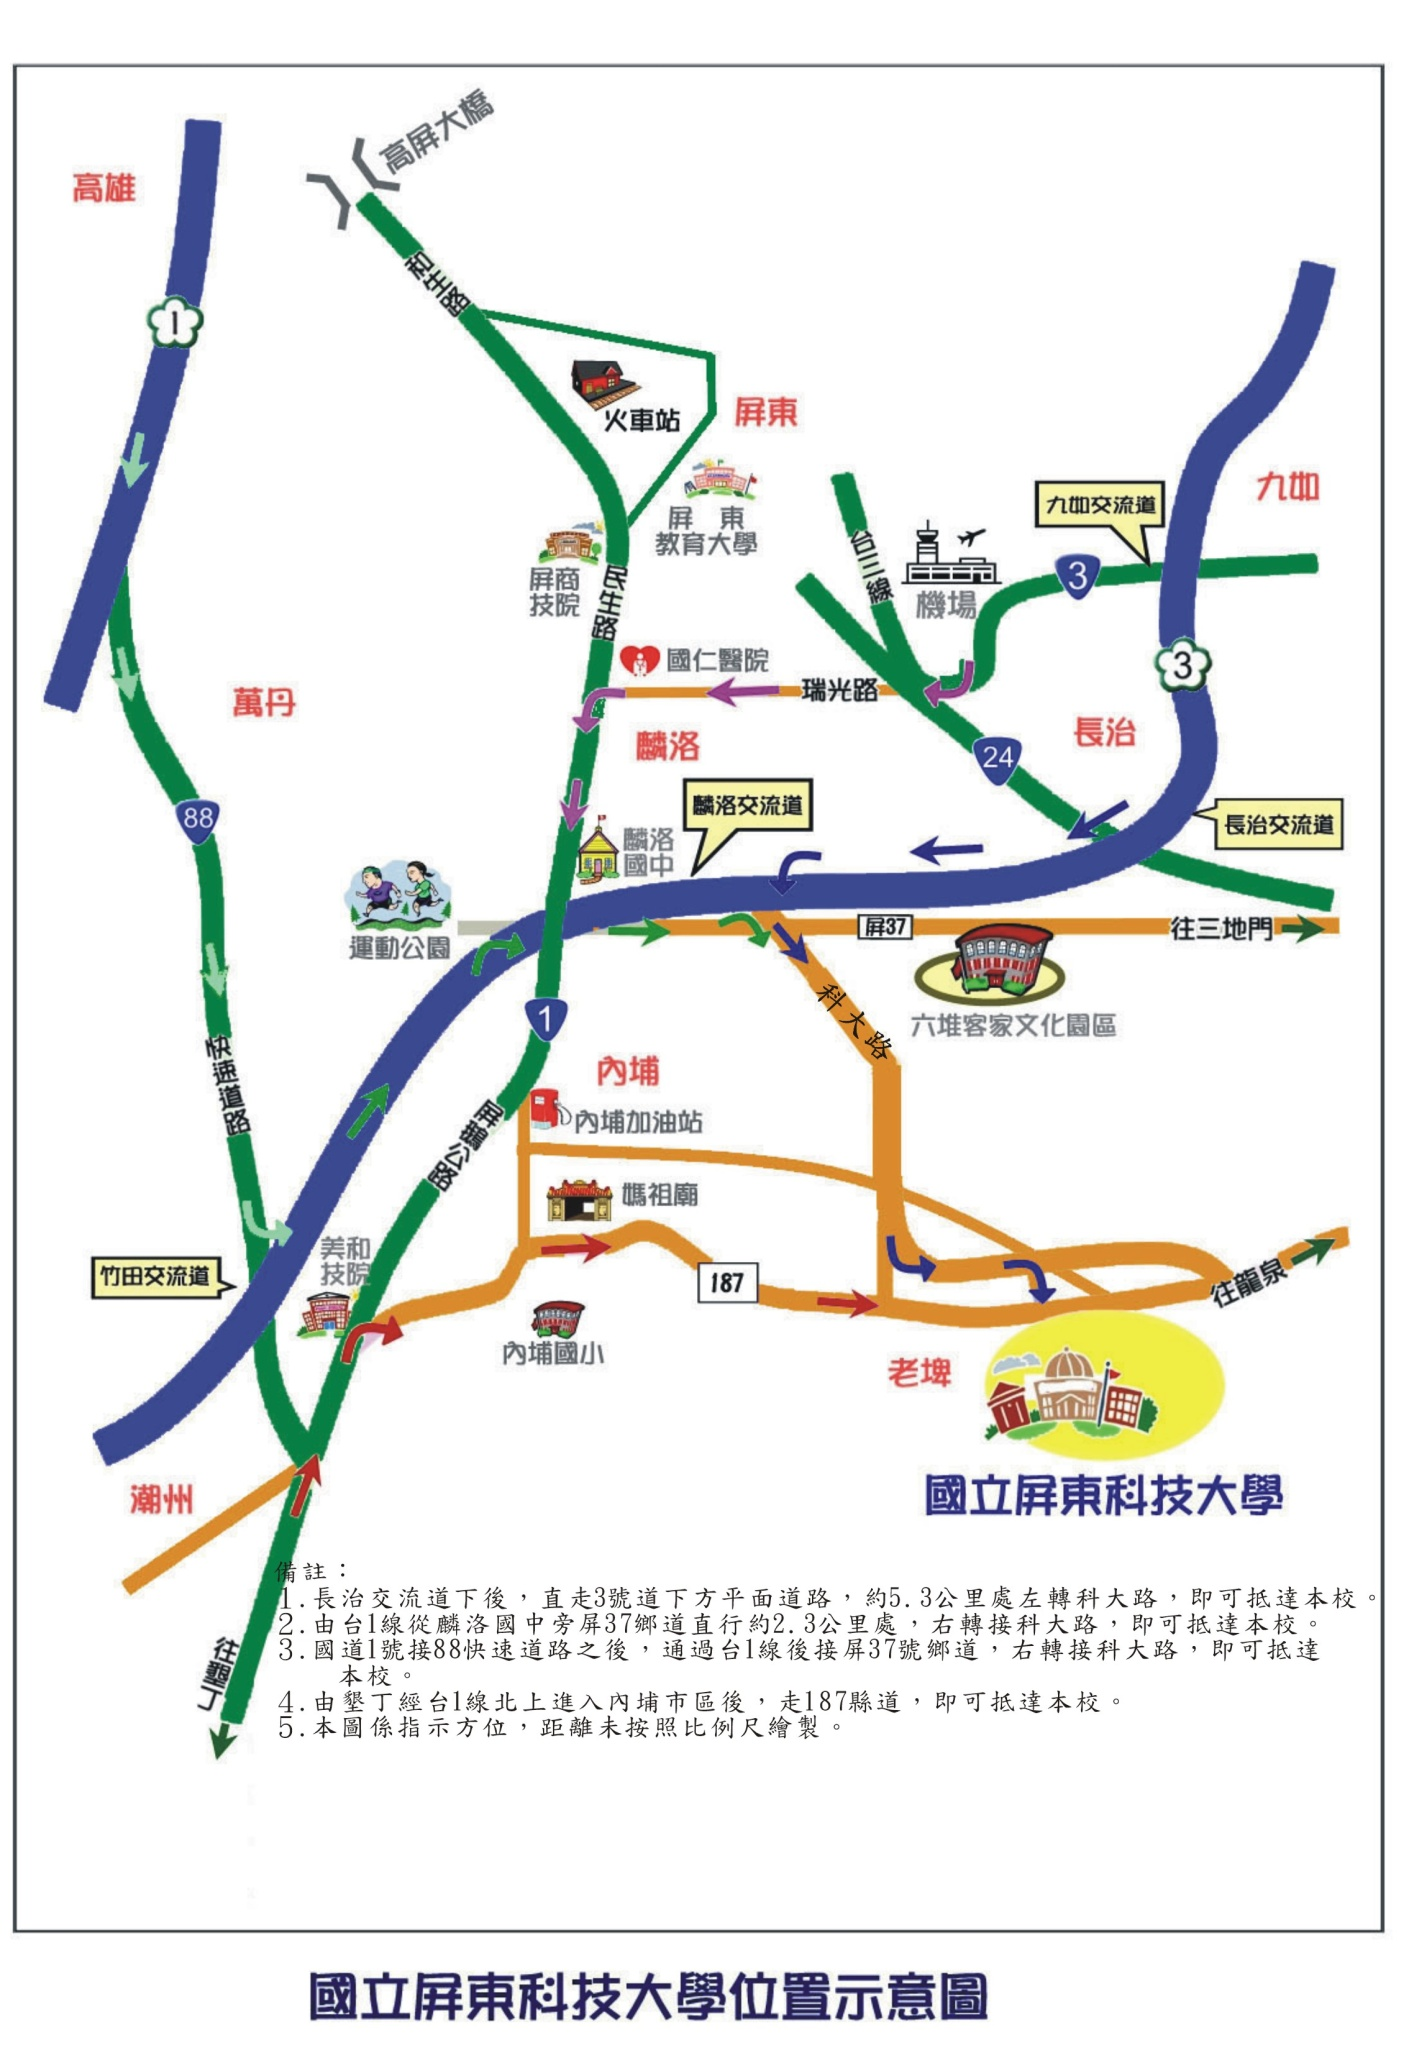 高屏大橋
高雄
和生路
1
火車站
屏東
九如
九如交流道
屏東
教育大學
屏商
技院
民生路
台三線
機場
3
國仁醫院
瑞光路
3
萬丹
麟洛
長治
24
88
麟洛交流道
長治交流道
麟洛
國中
運動公園
屏37
往三地門
科大路
六堆客家文化園區
1
快速道路
內埔
屏鵝公路
內埔加油站
媽祖廟
美和
技院
竹田交流道
187
往龍泉
內埔國小
老埤
國立屏東科技大學
潮州
往墾丁
備註：
1.長治交流道下後，直走3號道下方平面道路，約5.3公里處左轉科大路，即可抵達本校。
2.由台1線從麟洛國中旁屏37鄉道直行約2.3公里處，右轉接科大路，即可抵達本校。
3.國道1號接88快速道路之後，通過台1線後接屏37號鄉道，右轉接科大路，即可抵達
本校。
4.由墾丁經台1線北上進入內埔市區後，走187縣道，即可抵達本校。
5.本圖係指示方位，距離未按照比例尺繪製。
國立屏東科技大學位置示意圖